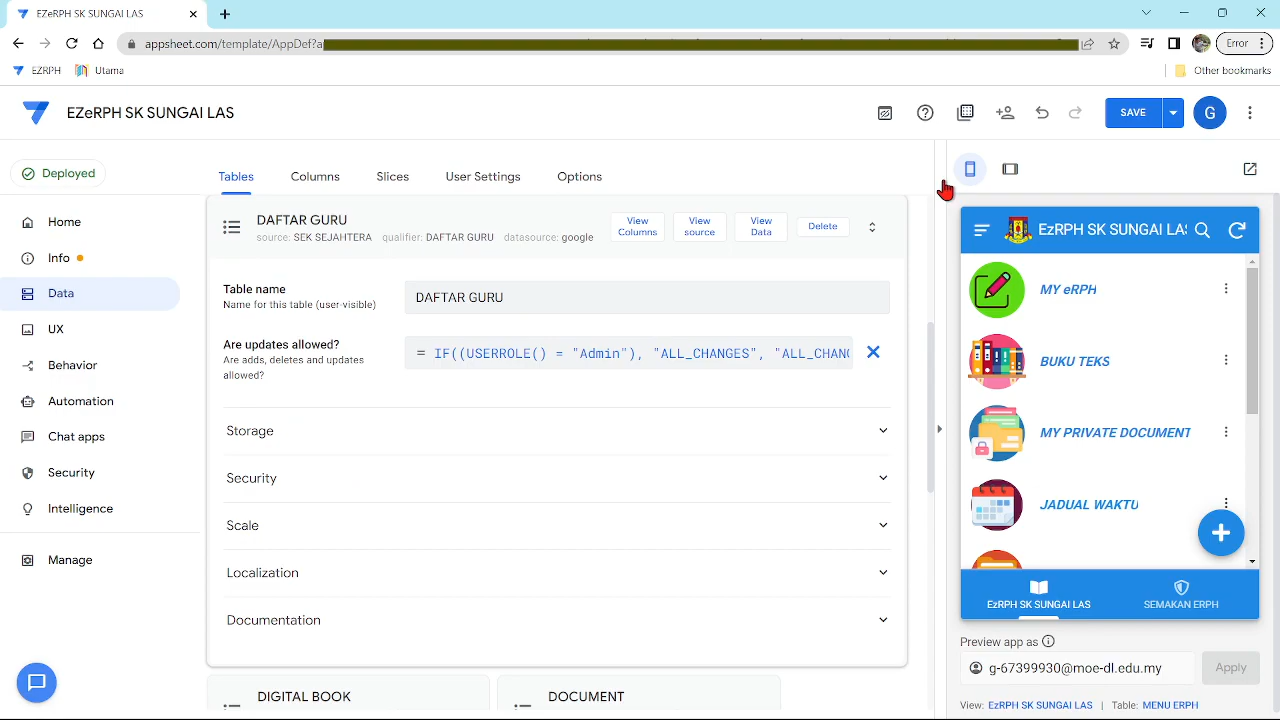 EZeRPH SK SUNGAI LAS
appsheet.com/template/AppDef?a
Error
EZRPH
Utama
Other bookmarks
EZeRPH SK SUNGAI LAS
SAVE
G
Deployed
Tables
Columns
Slices
User Settings
Options
Home
Info
Data
UX
Behavior
Automation
Chat apps
Security
Intelligence
Manage
DAFTAR GURU
source: SEK SEJAHTERA qualifier: DAFTAR GURU datasource: google
View Columns
View source
View Data
Delete
Table name
Name for this table (user-visible)
DAFTAR GURU
Are updates allowed?
Are adds, deletes and updates
allowed?
= IF((USERROLE() = "Admin"), "ALL_CHANGES", "ALL_CHANG
Storage
Security
Scale
Localization
Documentation
DIGITAL BOOK
DOCUMENT
EzRPH SK SUNGAI LAS
MY eRPH
BUKU TEKS
MY PRIVATE DOCUMENT
JADUAL WAKTU
EzRPH SK SUNGAI LAS
SEMAKAN ERPH
Preview app as
g-67399930@moe-dl.edu.my
Apply
View: EzRPH SK SUNGAI LAS | Table: MENU ERPH